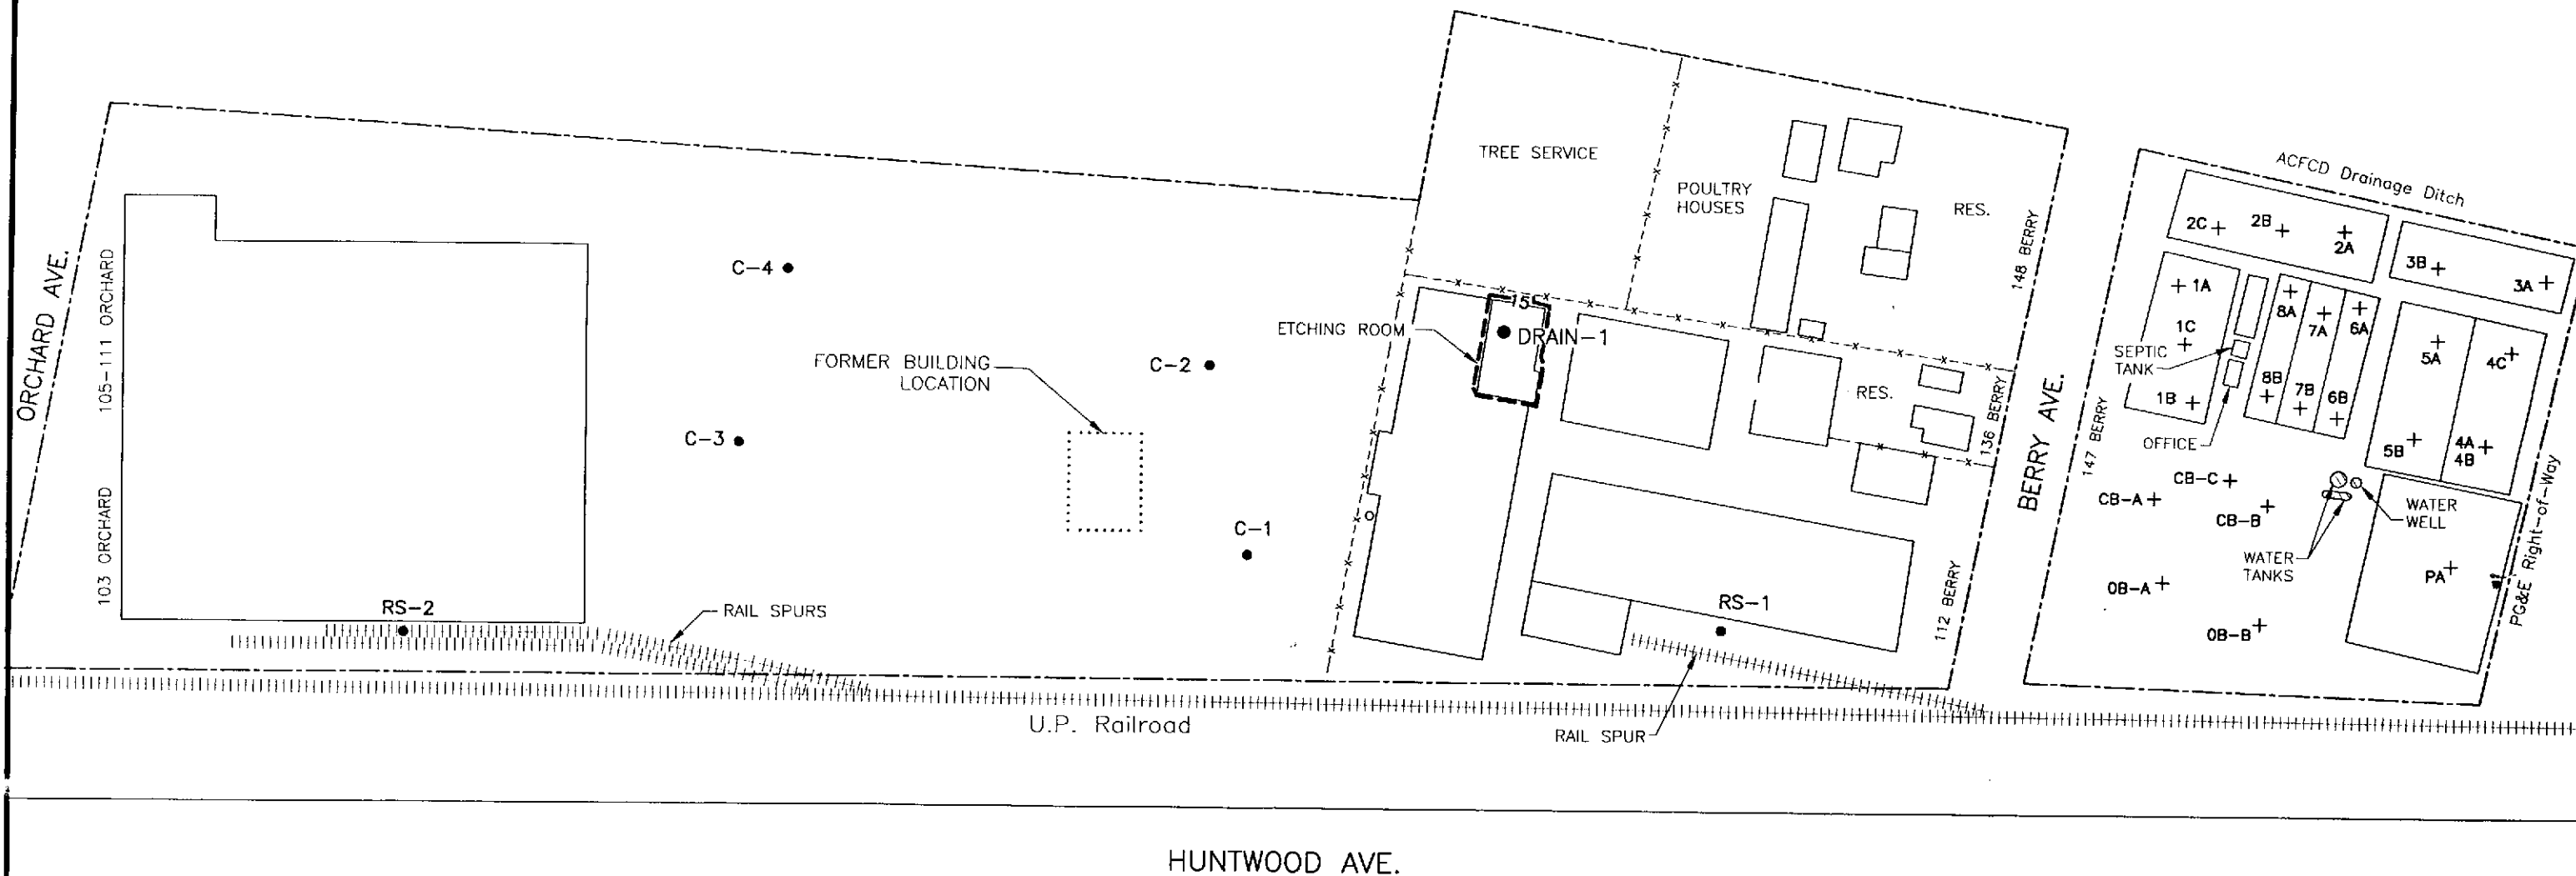 ORCHARD AVE.
105-111 ORCHARD
103 ORCHARD
RS-2
RAIL SPURS
C-4
C-3
FORMER BUILDING
LOCATION
C-2
C-1
U.P. Railroad
HUNTWOOD AVE.
TREE SERVICE
POULTRY
HOUSES
RES.
148 BERRY
ETCHING ROOM
15'
DRAIN-1
RES.
136 BERRY
RS-1
112 BERRY
RAIL SPUR
BERRY AVE.
147 BERRY
ACFCD Drainage Ditch
2C
2B
2A
3B
3A
1A
1C
1B
SEPTIC
TANK
OFFICE
8A
7A
6A
8B
7B
6B
5A
4C
5B
4A
4B
CB-A
CB-C
CB-B
WATER
WELL
WATER
TANKS
OB-A
OB-B
PA
PG&E Right-of-Way